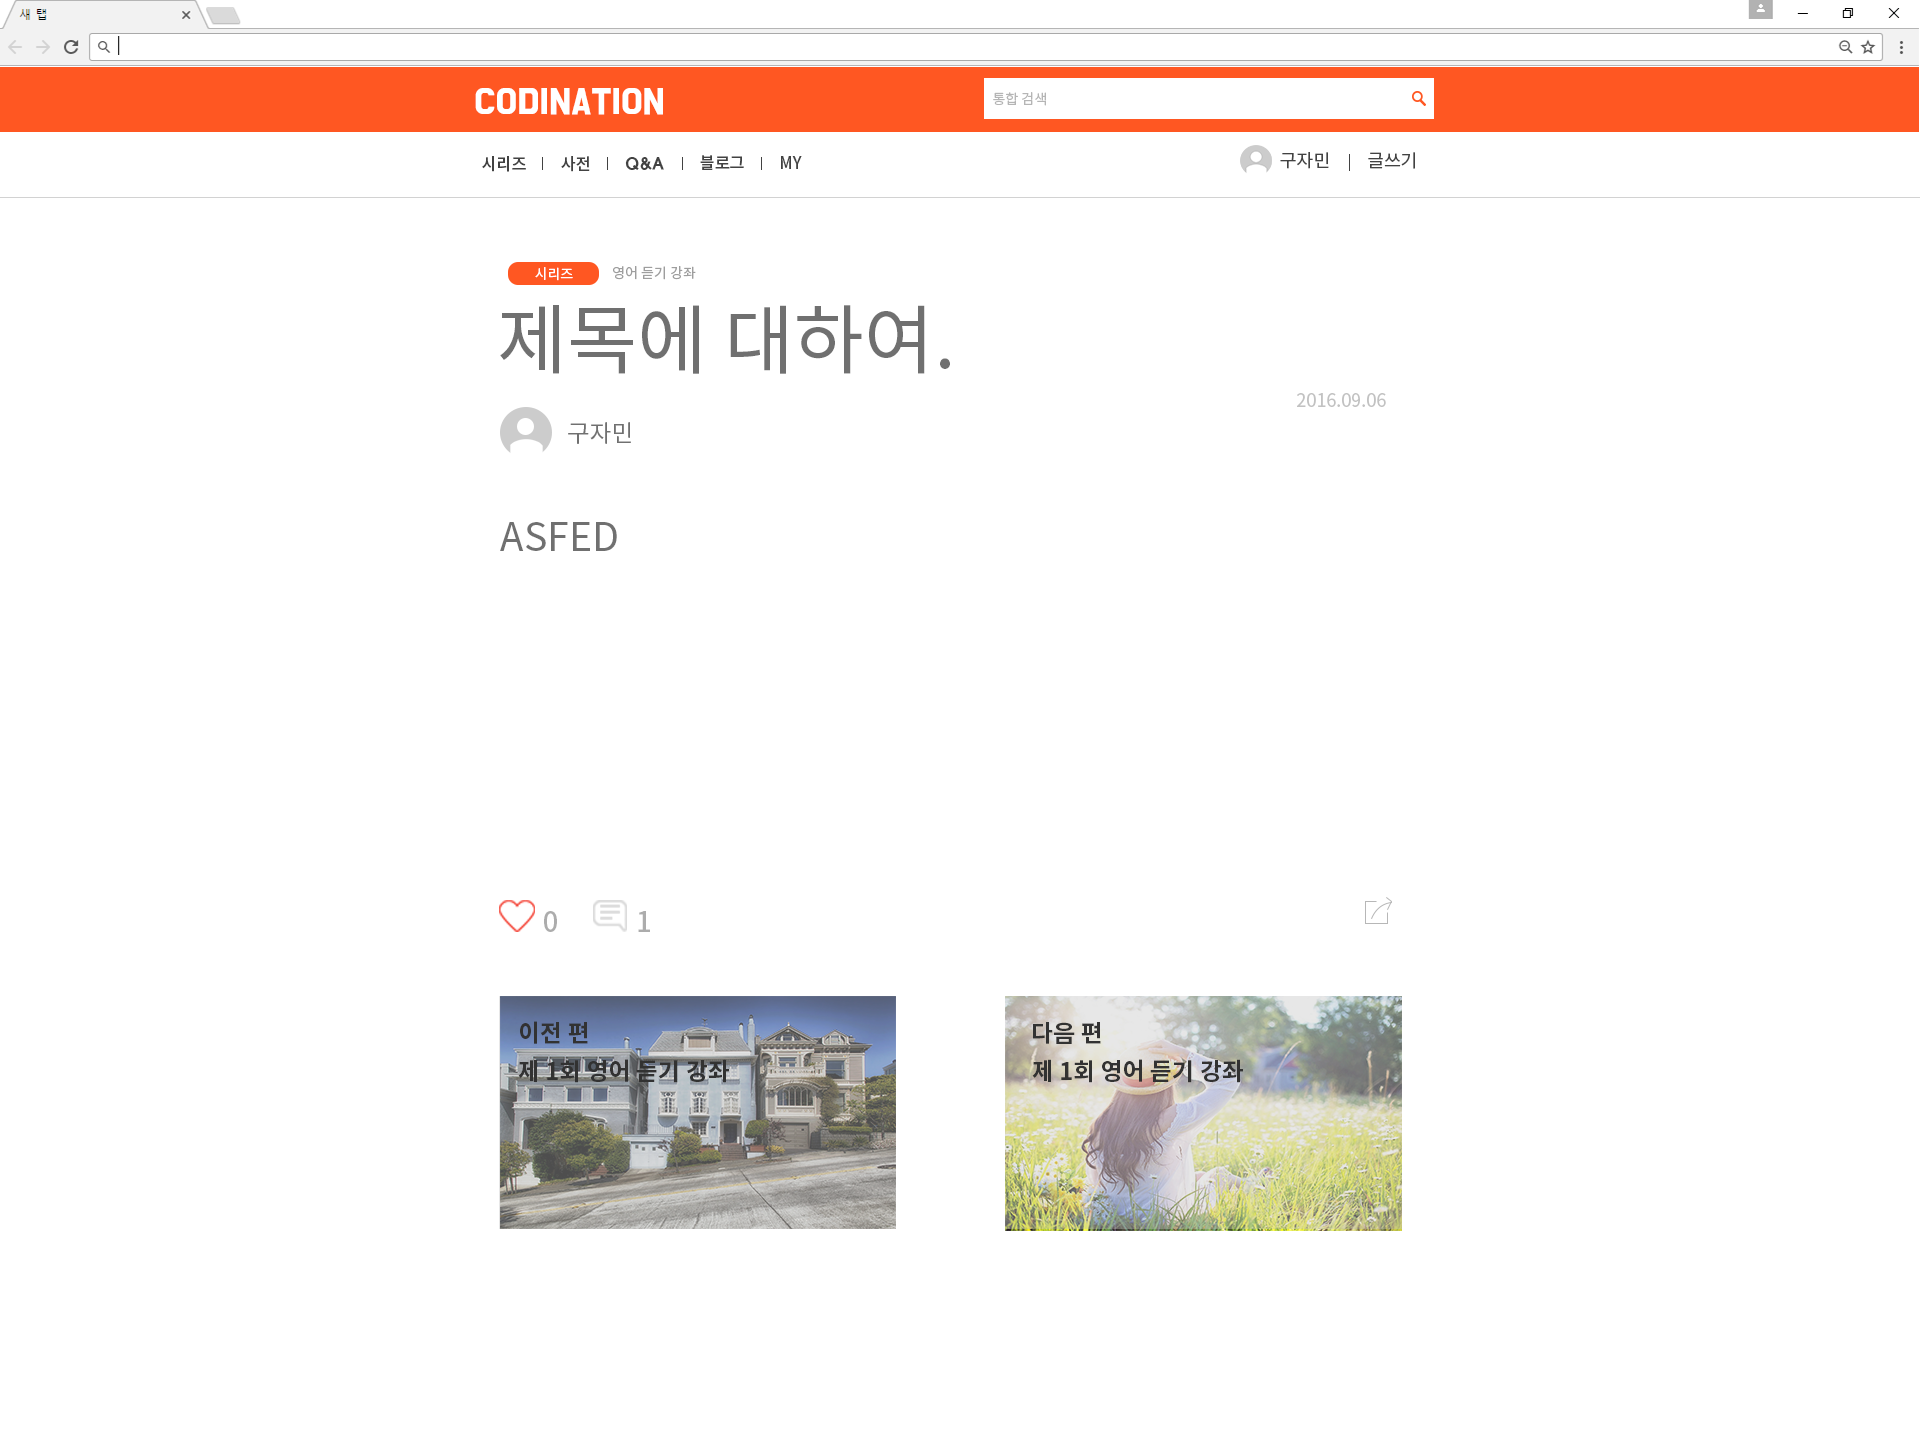 새 탭
CODINATION
통합 검색
시리즈 | 사전 | Q&A | 블로그 | MY
구자민 | 글쓰기
시리즈 영어 듣기 강좌
제목에 대하여.
2016.09.06
구자민
ASFED
0 1
이전 편
제 1회 영어 듣기 강좌
다음 편
제 1회 영어 듣기 강좌